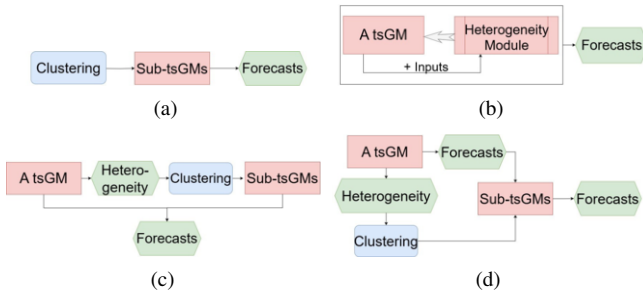 Clustering
Sub-tsGMs
Forecasts
(a)
A tsGM
Heterogeneity
Module
+ Inputs
Forecasts
(b)
A tsGM
Hetero-
geneity
Clustering
Sub-tsGMs
Forecasts
(c)
A tsGM
Forecasts
Heterogeneity
Sub-tsGMs
Forecasts
Clustering
(d)